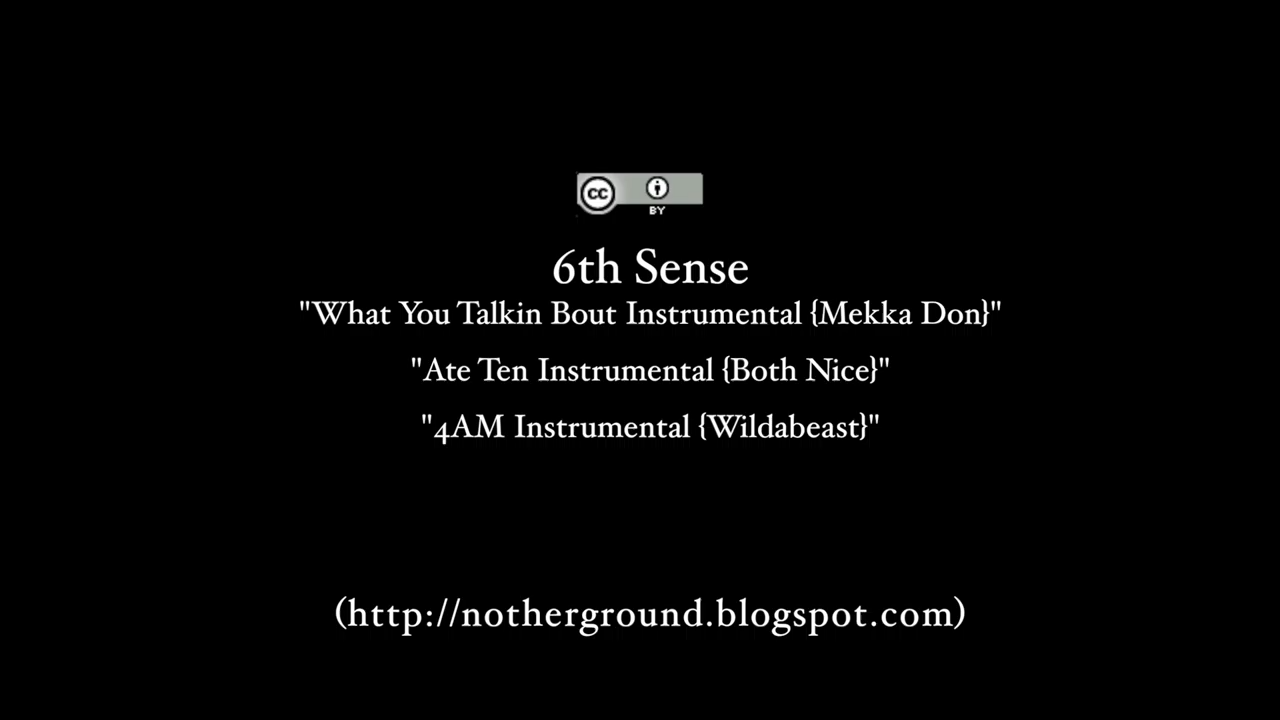 cc
BY
6th Sense
"What You Talkin Bout Instrumental {Mekka Don}"
"Ate Ten Instrumental {Both Nice}"
"4AM Instrumental {Wildabeast}"
(http://notherground.blogspot.com)